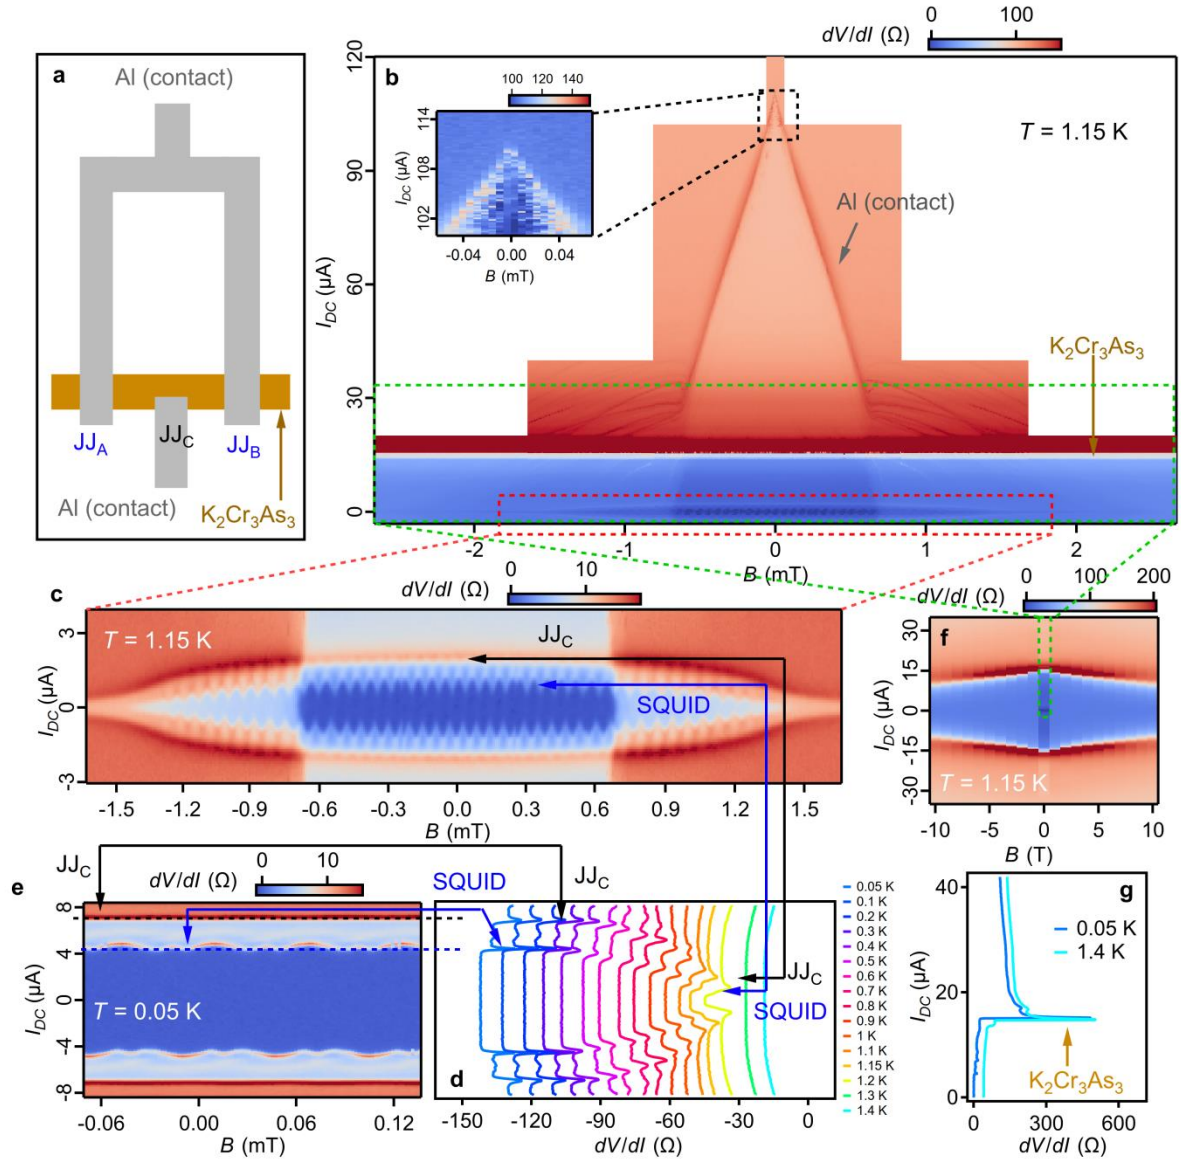 a
Al (contact)
JJA
JJC
JJB
Al (contact)
K2Cr3As3
dV/dI (Ω)
0 100
b
T = 1.15 K
120
90
60
30
0
IDC (µA)
100 120 140
114
108
102
IDC (µA)
-0.04 0.00 0.04
B (mT)
Al (contact)
K2Cr3As3
-2 -1 0 1 2
B (mT)
c
dV/dI (Ω)
0 10
T = 1.15 K
JJC
SQUID
3
0
-3
IDC (µA)
-1.5 -1.2 -0.9 -0.6 -0.3 0.0 0.3 0.6 0.9 1.2 1.5
B (mT)
dV/dI (Ω)
0 100 200
f
30
15
0
-15
-30
IDC (µA)
T = 1.15 K
-10 -5 0 5 10
B (T)
e
JJC
dV/dI (Ω)
0 10
SQUID
JJC
8
4
0
-4
-8
IDC (µA)
T = 0.05 K
-0.06 0.00 0.06 0.12
B (mT)
d
JJC
SQUID
-150 -120 -90 -60 -30 0
dV/dI (Ω)
0.05 K
0.1 K
0.2 K
0.3 K
0.4 K
0.5 K
0.6 K
0.7 K
0.8 K
0.9 K
1 K
1.1 K
1.15 K
1.2 K
1.3 K
1.4 K
g
0.05 K
1.4 K
40
20
0
IDC (µA)
K2Cr3As3
0 300 600
dV/dI (Ω)